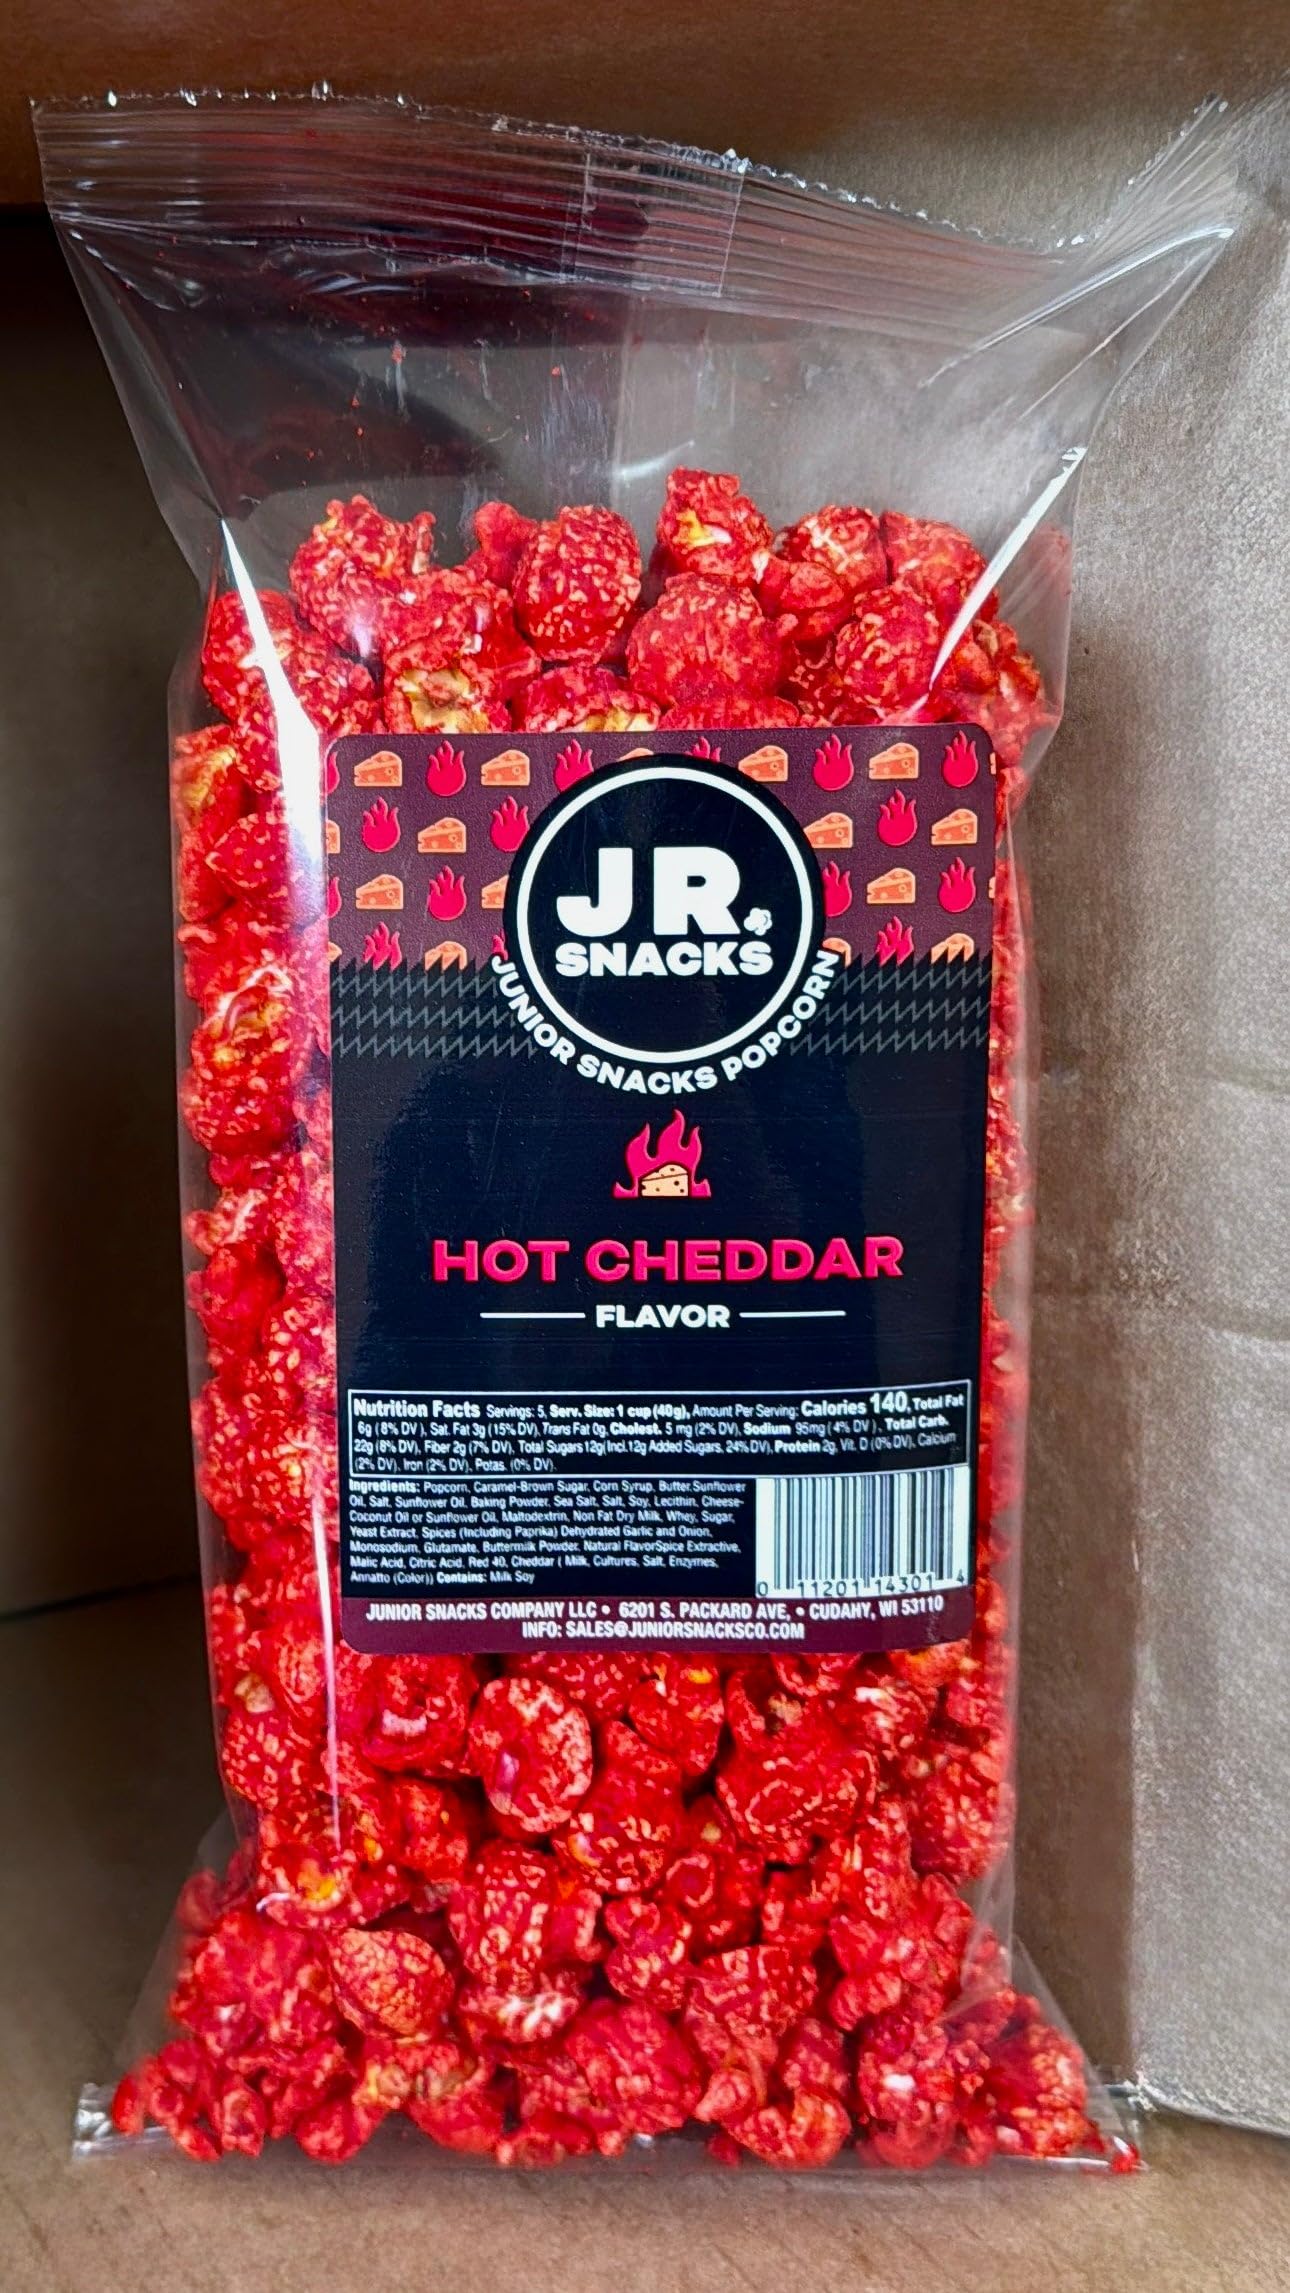 JR.
SNACKS
JUNIOR SNACKS POPCORN
HOT CHEDDAR
FLAVOR
Nutrition Facts Servings: 5, Serv. Size: 1 cup (40g), Amount Per Serving: Calories 140, Total Fat
6g (8% DV), Sat. Fat 3g (15% DV), Trans Fat 0g, Cholest. 5 mg (2% DV), Sodium 95mg (4% DV), Total Carb.
22g (8% DV), Fiber 2g (7% DV), Total Sugars 12g (Incl.12g Added Sugars, 24% DV), Protein 2g, Vit. D (0% DV), Calcium
(2% DV), Iron (2% DV), Potas. (0% DV).
Ingredients: Popcorn, Caramel-Brown Sugar, Corn Syrup, Butter.Sunflower
Oil, Salt, Sunflower Oil, Baking Powder, Sea Salt, Salt, Soy, Lecithin, Cheese-
Coconut Oil or Sunflower Oil, Maltodextrin, Non Fat Dry Milk, Whey, Sugar,
Yeast Extract, Spices (Including Paprika) Dehydrated Garlic and Onion,
Monosodium, Glutamate, Buttermilk Powder, Natural FlavorSpice Extractive,
Malic Acid, Citric Acid, Red 40, Cheddar ( Milk, Cultures, Salt, Enzymes,
Annatto (Color)) Contains: Milk Soy
0 11201 14301 4
JUNIOR SNACKS COMPANY LLC • 6201 S. PACKARD AVE, • CUDAHY, WI 53110
INFO: SALES@JUNIORSNACKSCO.COM